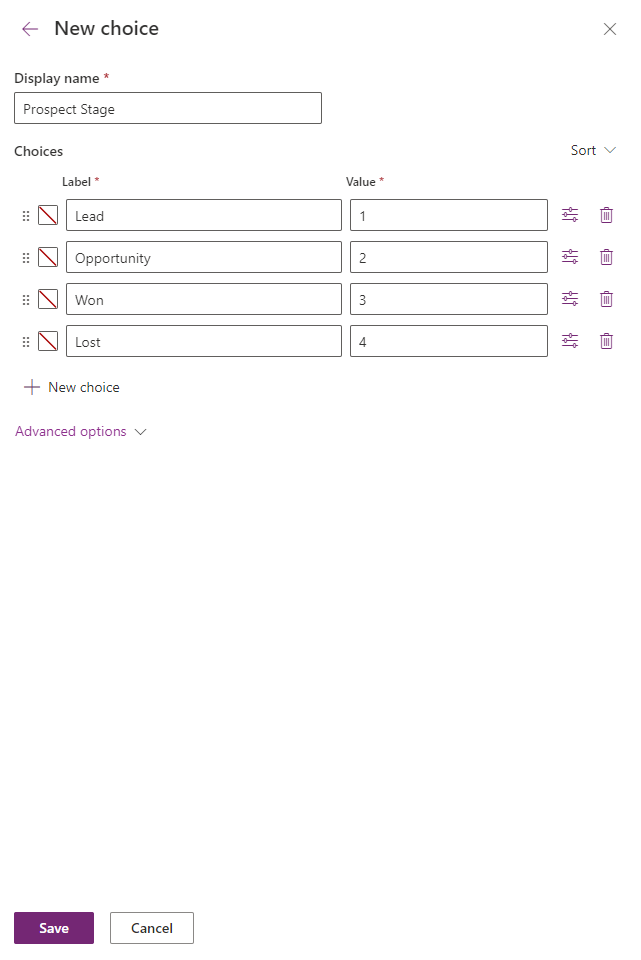 New choice
Display name *
Prospect Stage
Choices Sort
Label * Value *
Lead 1
Opportunity 2
Won 3
Lost 4
New choice
Advanced options
Save Cancel